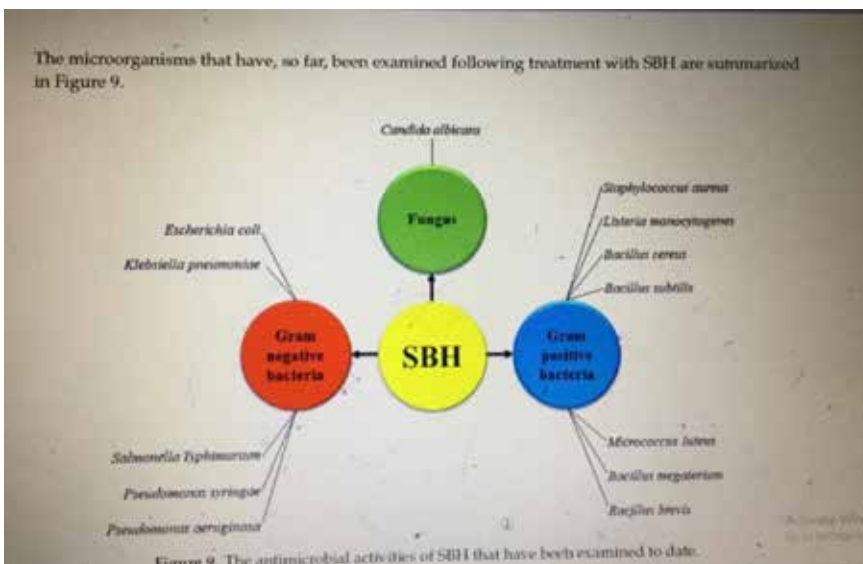 The microorganisms that have, so far, been examined following treatment with SBH are summarized
in Figure 9.
Candida albicans
Fungus
Escherichia coli
Klebsiella pneumoniae
Staphylococcus aureus
Listeria monocytogenes
Bacillus cereus
Bacillus subtilis
Gram
negative
bacteria
SBH
Gram
positive
bacteria
Salmonella Typhimurium
Pseudomonas syringae
Pseudomonas aeruginosa
Micrococcus luteus
Bacillus megaterium
Bacillus brevis
Figure 9. The antimicrobial activities of SBH that have been examined to date.